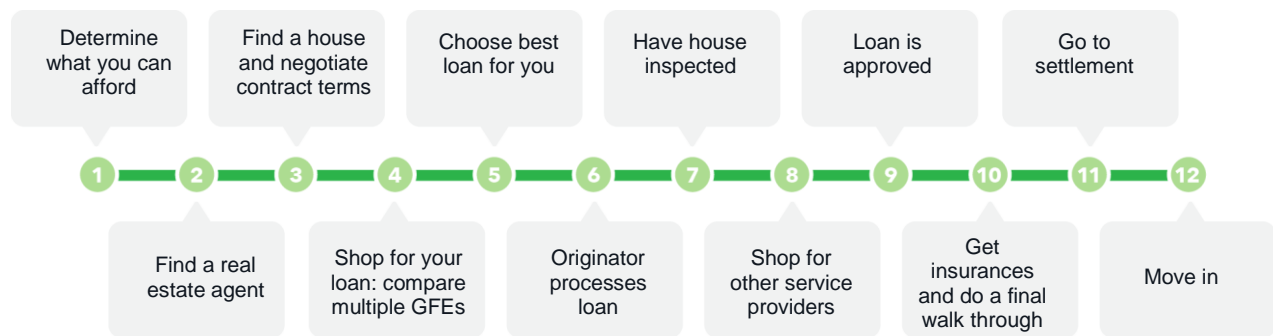 Determine
what you can
afford
Find a house
and negotiate
contract terms
Choose best
loan for you
Have house
inspected
Loan is
approved
Go to
settlement
1
2
3
4
5
6
7
8
9
10
11
12
Find a real
estate agent
Shop for your
loan: compare
multiple GFEs
Originator
processes
loan
Shop for
other service
providers
Get
insurances
and do a final
walk through
Move in